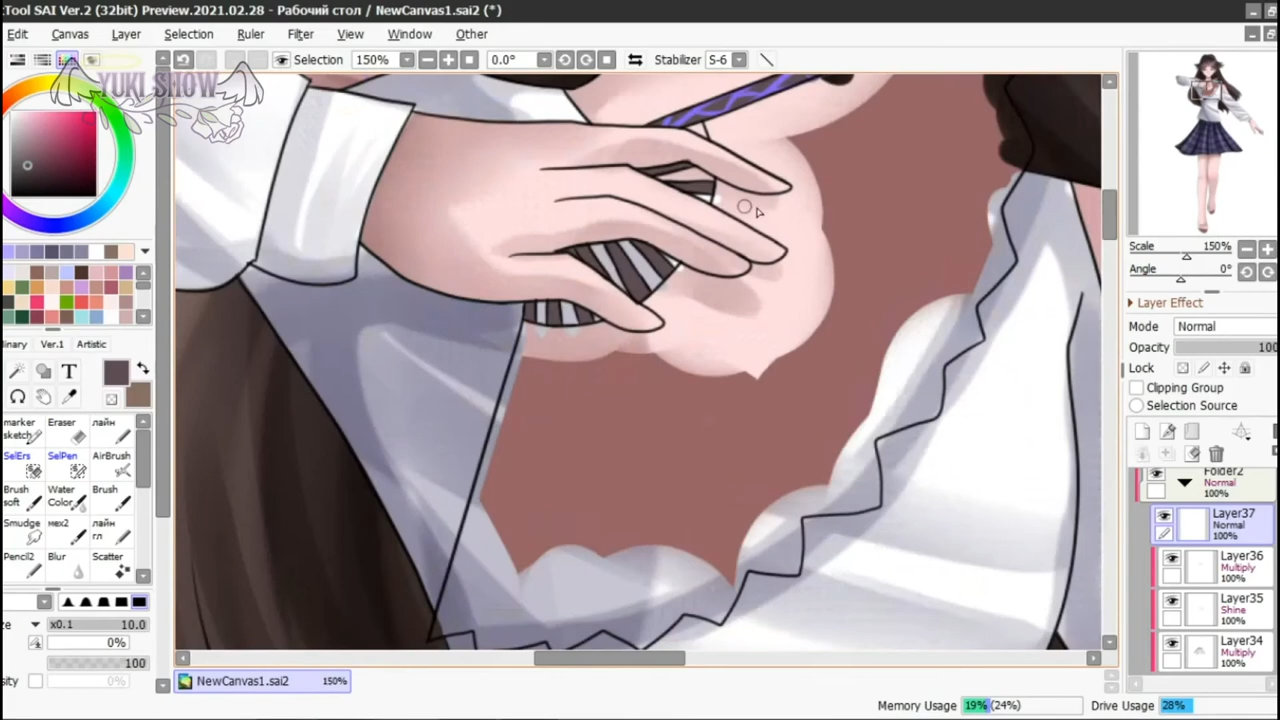 Tool SAI Ver.2 (32bit) Preview.2021.02.28 - Рабочий стол / NewCanvas1.sai2 (*)
Edit Canvas Layer Selection Ruler Filter View Window Other
Selection 150% 0.0° Stabilizer S-6
YUKI SHOW
Scale 150%
Angle 0°
Layer Effect
Mode Normal
Opacity 100
Lock
Clipping Group
Selection Source
inary Ver.1 Artistic
T
marker sketch Eraser лайн
SelErs SelPen AirBrush
Brush soft Water Color Brush
Smudge мех2 лайн гл
Pencil2 Blur Scatter
ze x0.1 10.0
0%
100
sity 0%
Folder2
Normal
100%
Layer37
Normal
100%
Layer36
Multiply
100%
Layer35
Shine
100%
Layer34
Multiply
100%
NewCanvas1.sai2 150%
Memory Usage 19% (24%) Drive Usage 28%